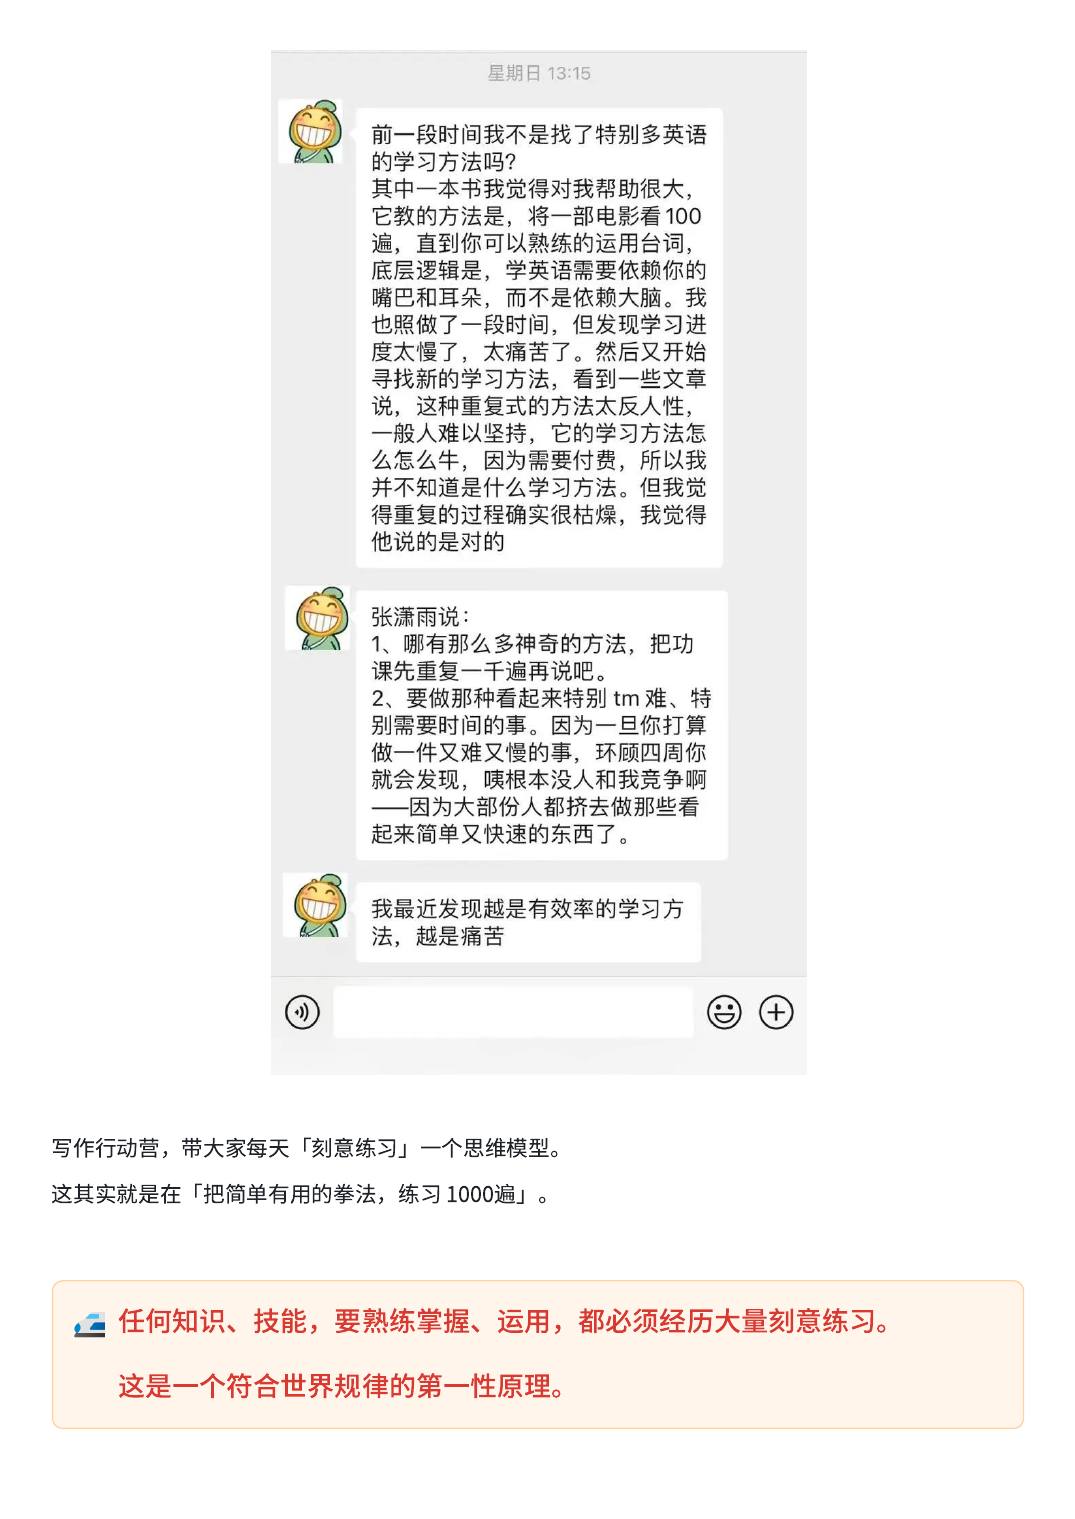 星期日 13:15
前一段时间我不是找了特别多英语
的学习方法吗?
其中一本书我觉得对我帮助很大，
它教的方法是，将一部电影看100
遍，直到你可以熟练的运用台词，
底层逻辑是，学英语需要依赖你的
嘴巴和耳朵，而不是依赖大脑。我
也照做了一段时间，但发现学习进
度太慢了，太痛苦了。然后又开始
寻找新的学习方法，看到一些文章
说，这种重复式的方法太反人性，
一般人难以坚持，它的学习方法怎
么怎么牛，因为需要付费，所以我
并不知道是什么学习方法。但我觉
得重复的过程确实很枯燥，我觉得
他说的是对的
张潇雨说：
1、哪有那么多神奇的方法，把功
课先重复一千遍再说吧。
2、要做那种看起来特别 tm 难、特
别需要时间的事。因为一旦你打算
做一件又难又慢的事，环顾四周你
就会发现，咦根本没人和我竞争啊
——因为大部份人都挤去做那些看
起来简单又快速的东西了。
我最近发现越是有效率的学习方
法，越是痛苦
写作行动营，带大家每天「刻意练习」一个思维模型。
这其实就是在「把简单有用的拳法，练习 1000遍」。
任何知识、技能，要熟练掌握、运用，都必须经历大量刻意练习。
这是一个符合世界规律的第一性原理。